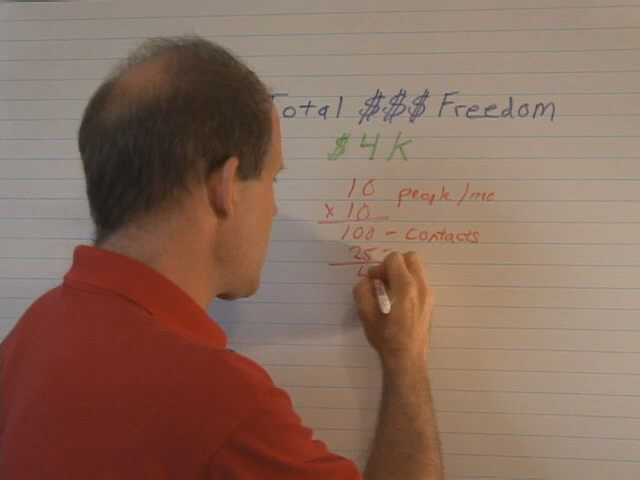 Total $$$ Freedom
$4K
10 people/mo
x 10
100 - contacts
25 -